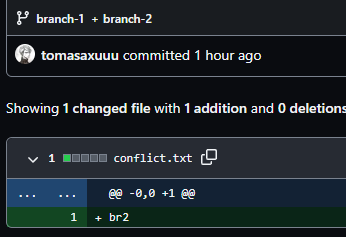 branch-1 + branch-2
tomasaxuuu committed 1 hour ago
Showing 1 changed file with 1 addition and 0 deletions
1 conflict.txt
... ... @@ -0,0 +1 @@
1 + br2